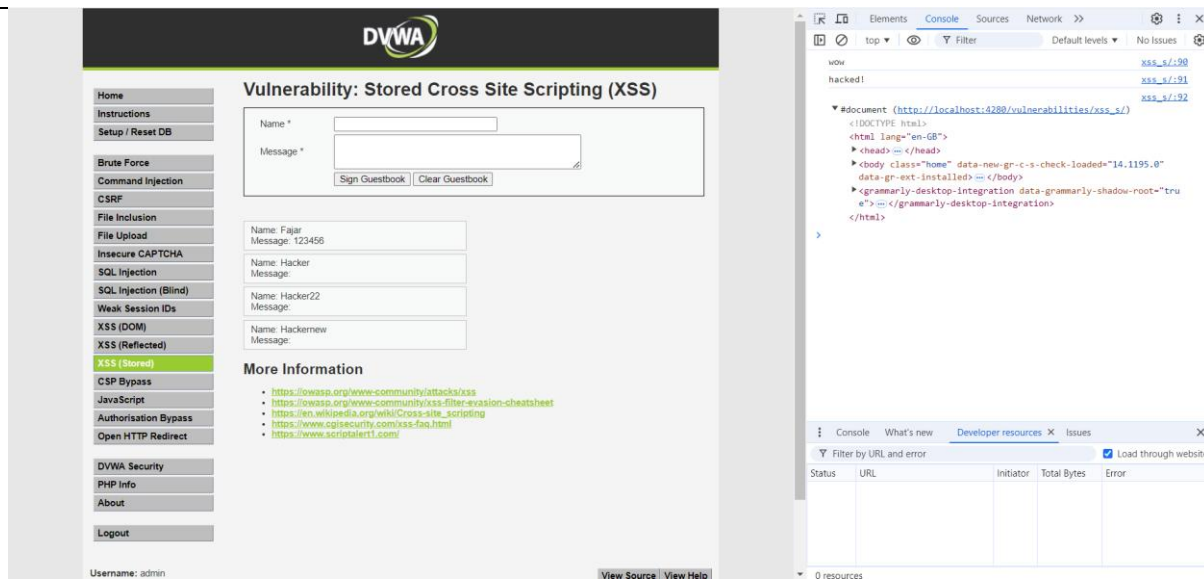 DVWA
Vulnerability: Stored Cross Site Scripting (XSS)
Home
Instructions
Setup / Reset DB
Brute Force
Command Injection
CSRF
File Inclusion
File Upload
Insecure CAPTCHA
SQL Injection
SQL Injection (Blind)
Weak Session IDs
XSS (DOM)
XSS (Reflected)
XSS (Stored)
CSP Bypass
JavaScript
Authorisation Bypass
Open HTTP Redirect
DVWA Security
PHP Info
About
Logout
Name *
Message *
Sign Guestbook Clear Guestbook
Name: Fajar
Message: 123456
Name: Hacker
Message:
Name: Hacker22
Message:
Name: Hackernew
Message:
More Information
https://owasp.org/www-community/attacks/xss
https://owasp.org/www-community/xss-filter-evasion-cheatsheet
https://en.wikipedia.org/wiki/Cross-site_scripting
https://www.cgisecurity.com/xss-faq.html
https://www.scriptalert1.com/
Username: admin
View Source View Help
Elements Console Sources Network >>
top Filter Default levels No Issues
wow xss_s/:90
hacked! xss_s/:91
xss_s/:92
#document (http://localhost:4280/vulnerabilities/xss_s/)
<!DOCTYPE html>
<html lang="en-GB">
<head> … </head>
<body class="home" data-new-gr-c-s-check-loaded="14.1195.0"
data-gr-ext-installed> … </body>
<grammarly-desktop-integration data-grammarly-shadow-root="tru
e"> … </grammarly-desktop-integration>
</html>
>
Console What's new Developer resources × Issues
Filter by URL and error Load through website
Status URL Initiator Total Bytes Error
0 resources